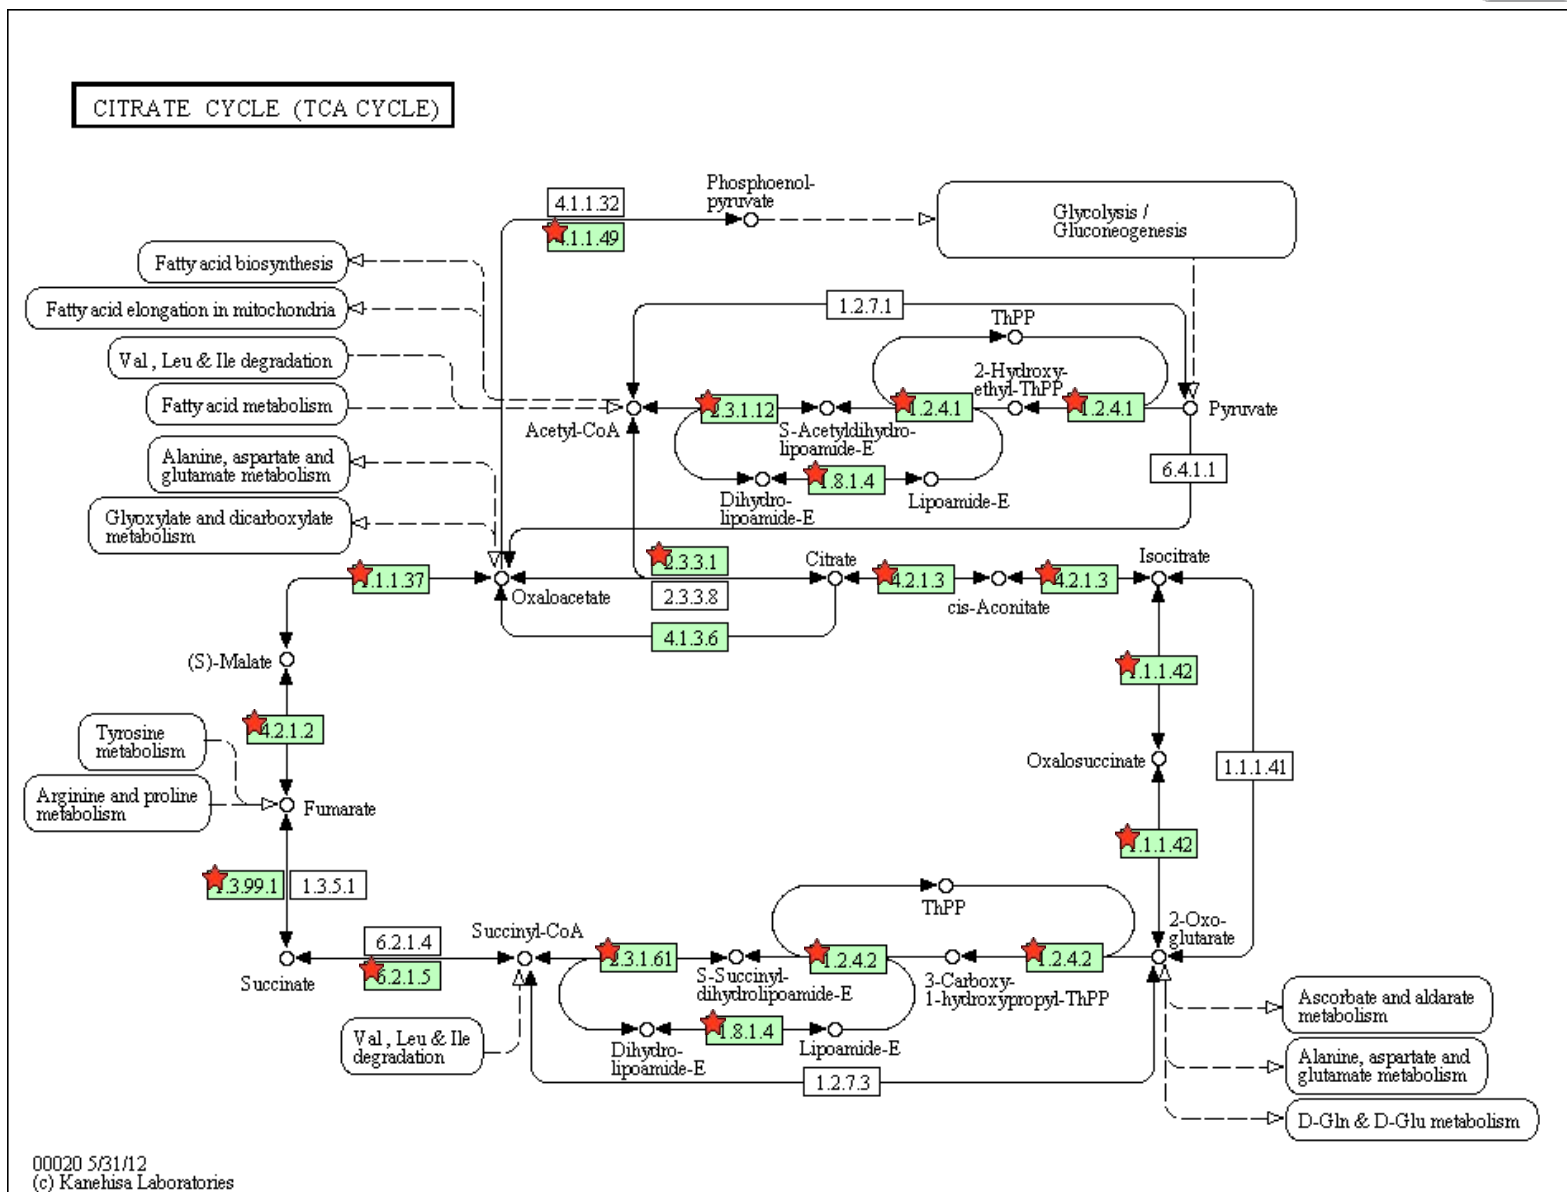 CITRATE CYCLE (TCA CYCLE)
Phosphoenol-
pyruvate
4.1.1.32
4.1.1.49
Glycolysis /
Gluconeogenesis
Fatty acid biosynthesis
Fatty acid elongation in mitochondria
Val , Leu & Ile degradation
Fatty acid metabolism
Alanine, aspartate and
glutamate metabolism
Glyoxylate and dicarboxylate
metabolism
1.2.7.1
ThPP
2-Hydroxy-
ethyl-ThPP
2.3.1.12
1.2.4.1
1.2.4.1
Pyruvate
Acetyl-CoA
S-Acetyldihydro-
lipoamide-E
6.4.1.1
1.8.1.4
Dihydro-
lipoamide-E
Lipoamide-E
1.1.1.37
Oxaloacetate
2.3.3.1
2.3.3.8
4.1.3.6
Citrate
4.2.1.3
cis-Aconitate
4.2.1.3
Isocitrate
(S)-Malate
1.1.1.42
4.2.1.2
Tyrosine
metabolism
Oxalosuccinate
1.1.1.41
Arginine and proline
metabolism
Fumarate
1.1.1.42
1.3.99.1
1.3.5.1
ThPP
6.2.1.4
6.2.1.5
Succinate
Succinyl-CoA
2.3.1.61
S-Succinyl-
dihydrolipoamide-E
1.2.4.2
3-Carboxy-
1-hydroxypropyl-ThPP
1.2.4.2
2-Oxo-
glutarate
Val , Leu & Ile
degradation
1.8.1.4
Dihydro-
lipoamide-E
Lipoamide-E
1.2.7.3
Ascorbate and aldarate
metabolism
Alanine, aspartate and
glutamate metabolism
D-Gln & D-Glu metabolism
00020 5/31/12
(c) Kanehisa Laboratories